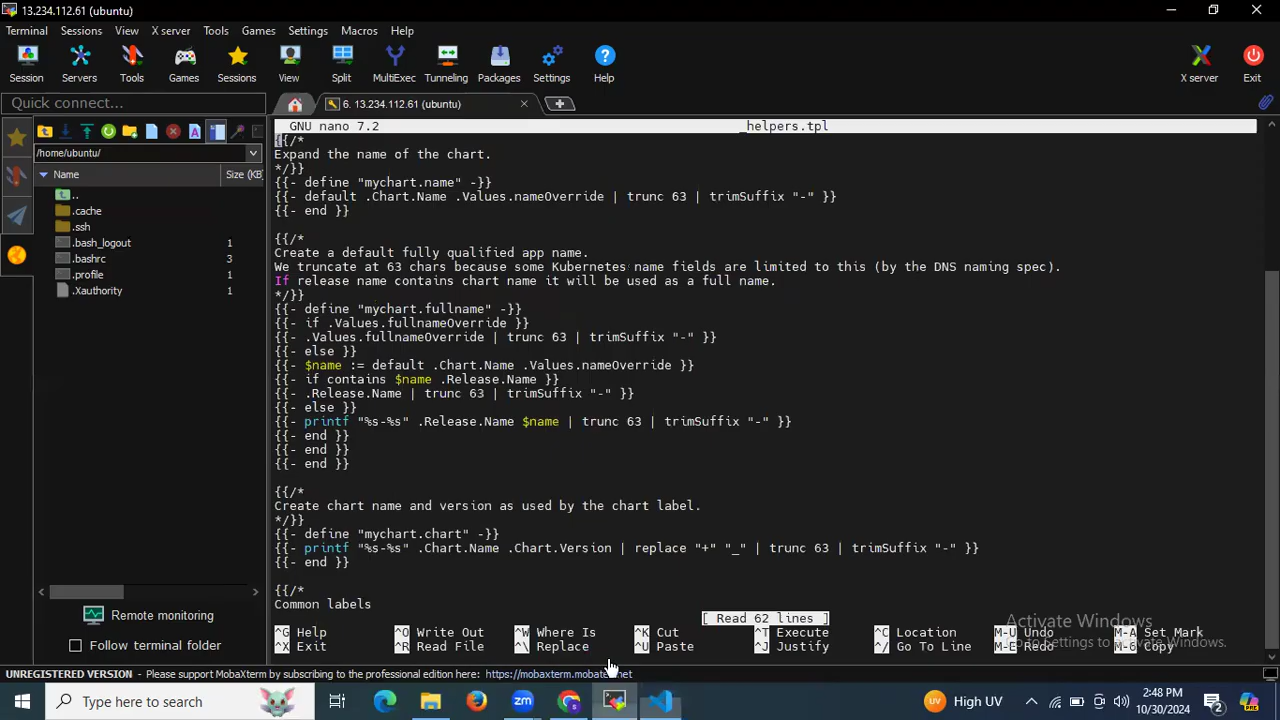 13.234.112.61 (ubuntu)
Terminal Sessions View X server Tools Games Settings Macros Help
Session Servers Tools Games Sessions View Split MultiExec Tunneling Packages Settings Help X server Exit
Quick connect...
6. 13.234.112.61 (ubuntu)
/home/ubuntu/
Name Size (KB)
..
.cache
.ssh
.bash_logout 1
.bashrc 3
.profile 1
.Xauthority 1
Remote monitoring
Follow terminal folder
GNU nano 7.2 _helpers.tpl
{{/*
Expand the name of the chart.
*/}}
{{- define "mychart.name" -}}
{{- default .Chart.Name .Values.nameOverride | trunc 63 | trimSuffix "-" }}
{{- end }}
{{/*
Create a default fully qualified app name.
We truncate at 63 chars because some Kubernetes name fields are limited to this (by the DNS naming spec).
If release name contains chart name it will be used as a full name.
*/}}
{{- define "mychart.fullname" -}}
{{- if .Values.fullnameOverride }}
{{- .Values.fullnameOverride | trunc 63 | trimSuffix "-" }}
{{- else }}
{{- $name := default .Chart.Name .Values.nameOverride }}
{{- if contains $name .Release.Name }}
{{- .Release.Name | trunc 63 | trimSuffix "-" }}
{{- else }}
{{- printf "%s-%s" .Release.Name $name | trunc 63 | trimSuffix "-" }}
{{- end }}
{{- end }}
{{- end }}
{{/*
Create chart name and version as used by the chart label.
*/}}
{{- define "mychart.chart" -}}
{{- printf "%s-%s" .Chart.Name .Chart.Version | replace "+" "_" | trunc 63 | trimSuffix "-" }}
{{- end }}
{{/*
Common labels
[ Read 62 lines ]
^G Help ^O Write Out ^W Where Is ^K Cut ^T Execute ^C Location M-U Undo M-A Set Mark
^X Exit ^R Read File ^\ Replace ^U Paste ^J Justify ^/ Go To Line M-E Redo M-6 Copy
Activate Windows
Go to Settings to activate Windows.
UNREGISTERED VERSION - Please support MobaXterm by subscribing to the professional edition here: https://mobaxterm.mobatek.net
Type here to search
zm
High UV
2:48 PM
10/30/2024
2